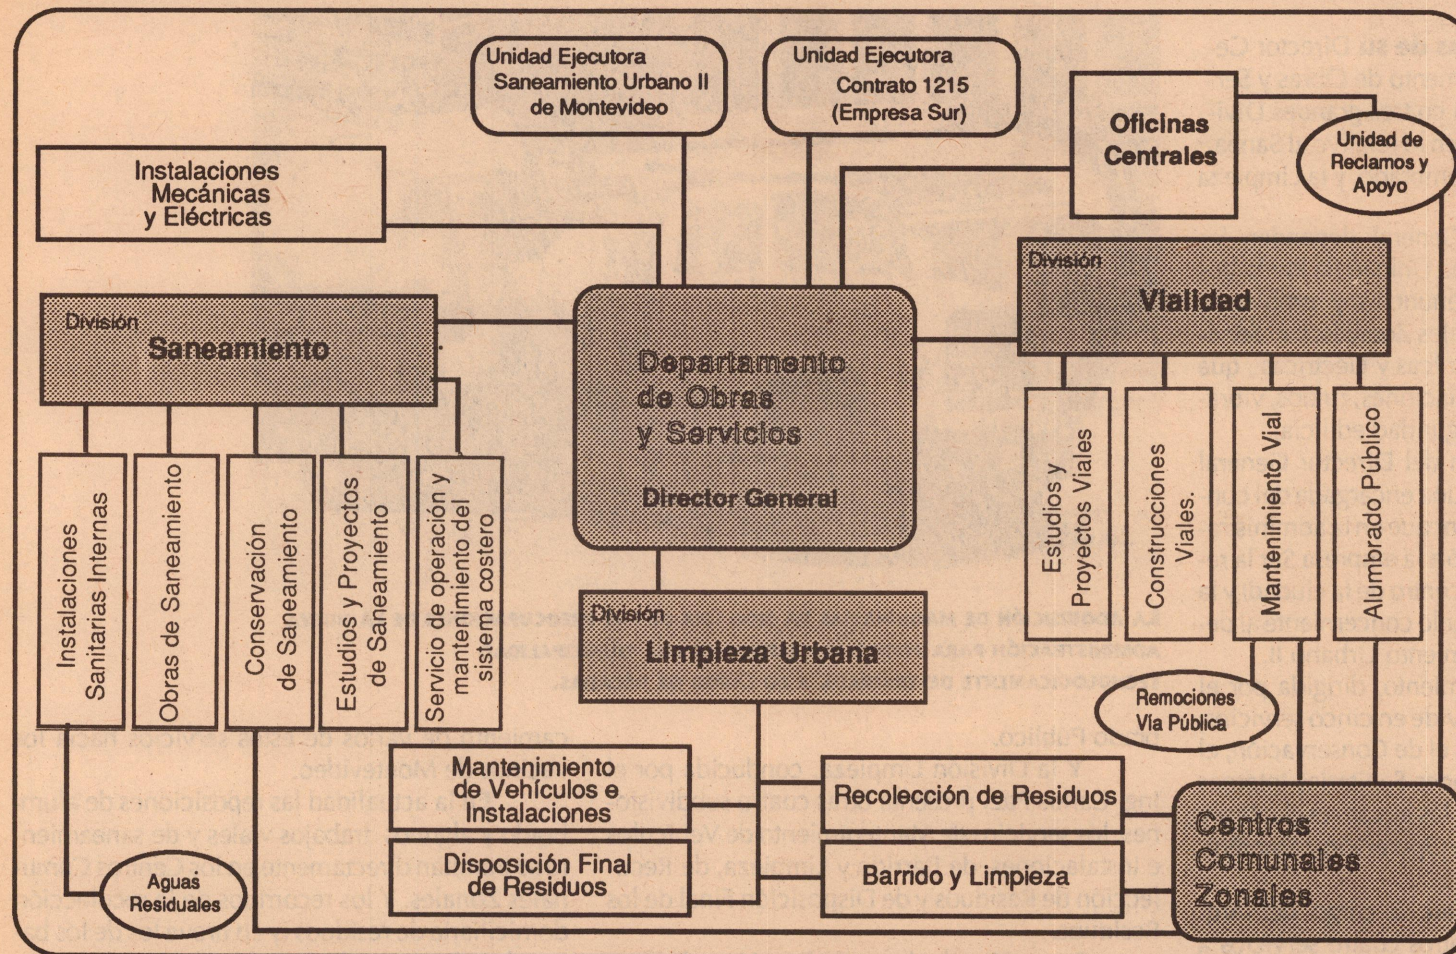 Unidad Ejecutora
Saneamiento Urbano II
de Montevideo
Unidad Ejecutora
Contrato 1215
(Empresa Sur)
Oficinas
Centrales
Unidad de
Reclamos y
Apoyo
Instalaciones
Mecánicas
y Eléctricas
División
Saneamiento
Departamento
de Obras
y Servicios
Director General
División
Vialidad
Instalaciones
Sanitarias Internas
Obras de Saneamiento
Conservación
de Saneamiento
Estudios y Proyectos
de Saneamiento
Servicio de operación y
mantenimiento del
sistema costero
Estudios y
Proyectos Viales
Construcciones
Viales.
Mantenimiento Vial
Alumbrado Público
División
Limpieza Urbana
Remociones
Vía Pública
Mantenimiento
de Vehículos e
Instalaciones
Recolección de Residuos
Disposición Final
de Residuos
Barrido y Limpieza
Centros
Comunales
Zonales
Aguas
Residuales